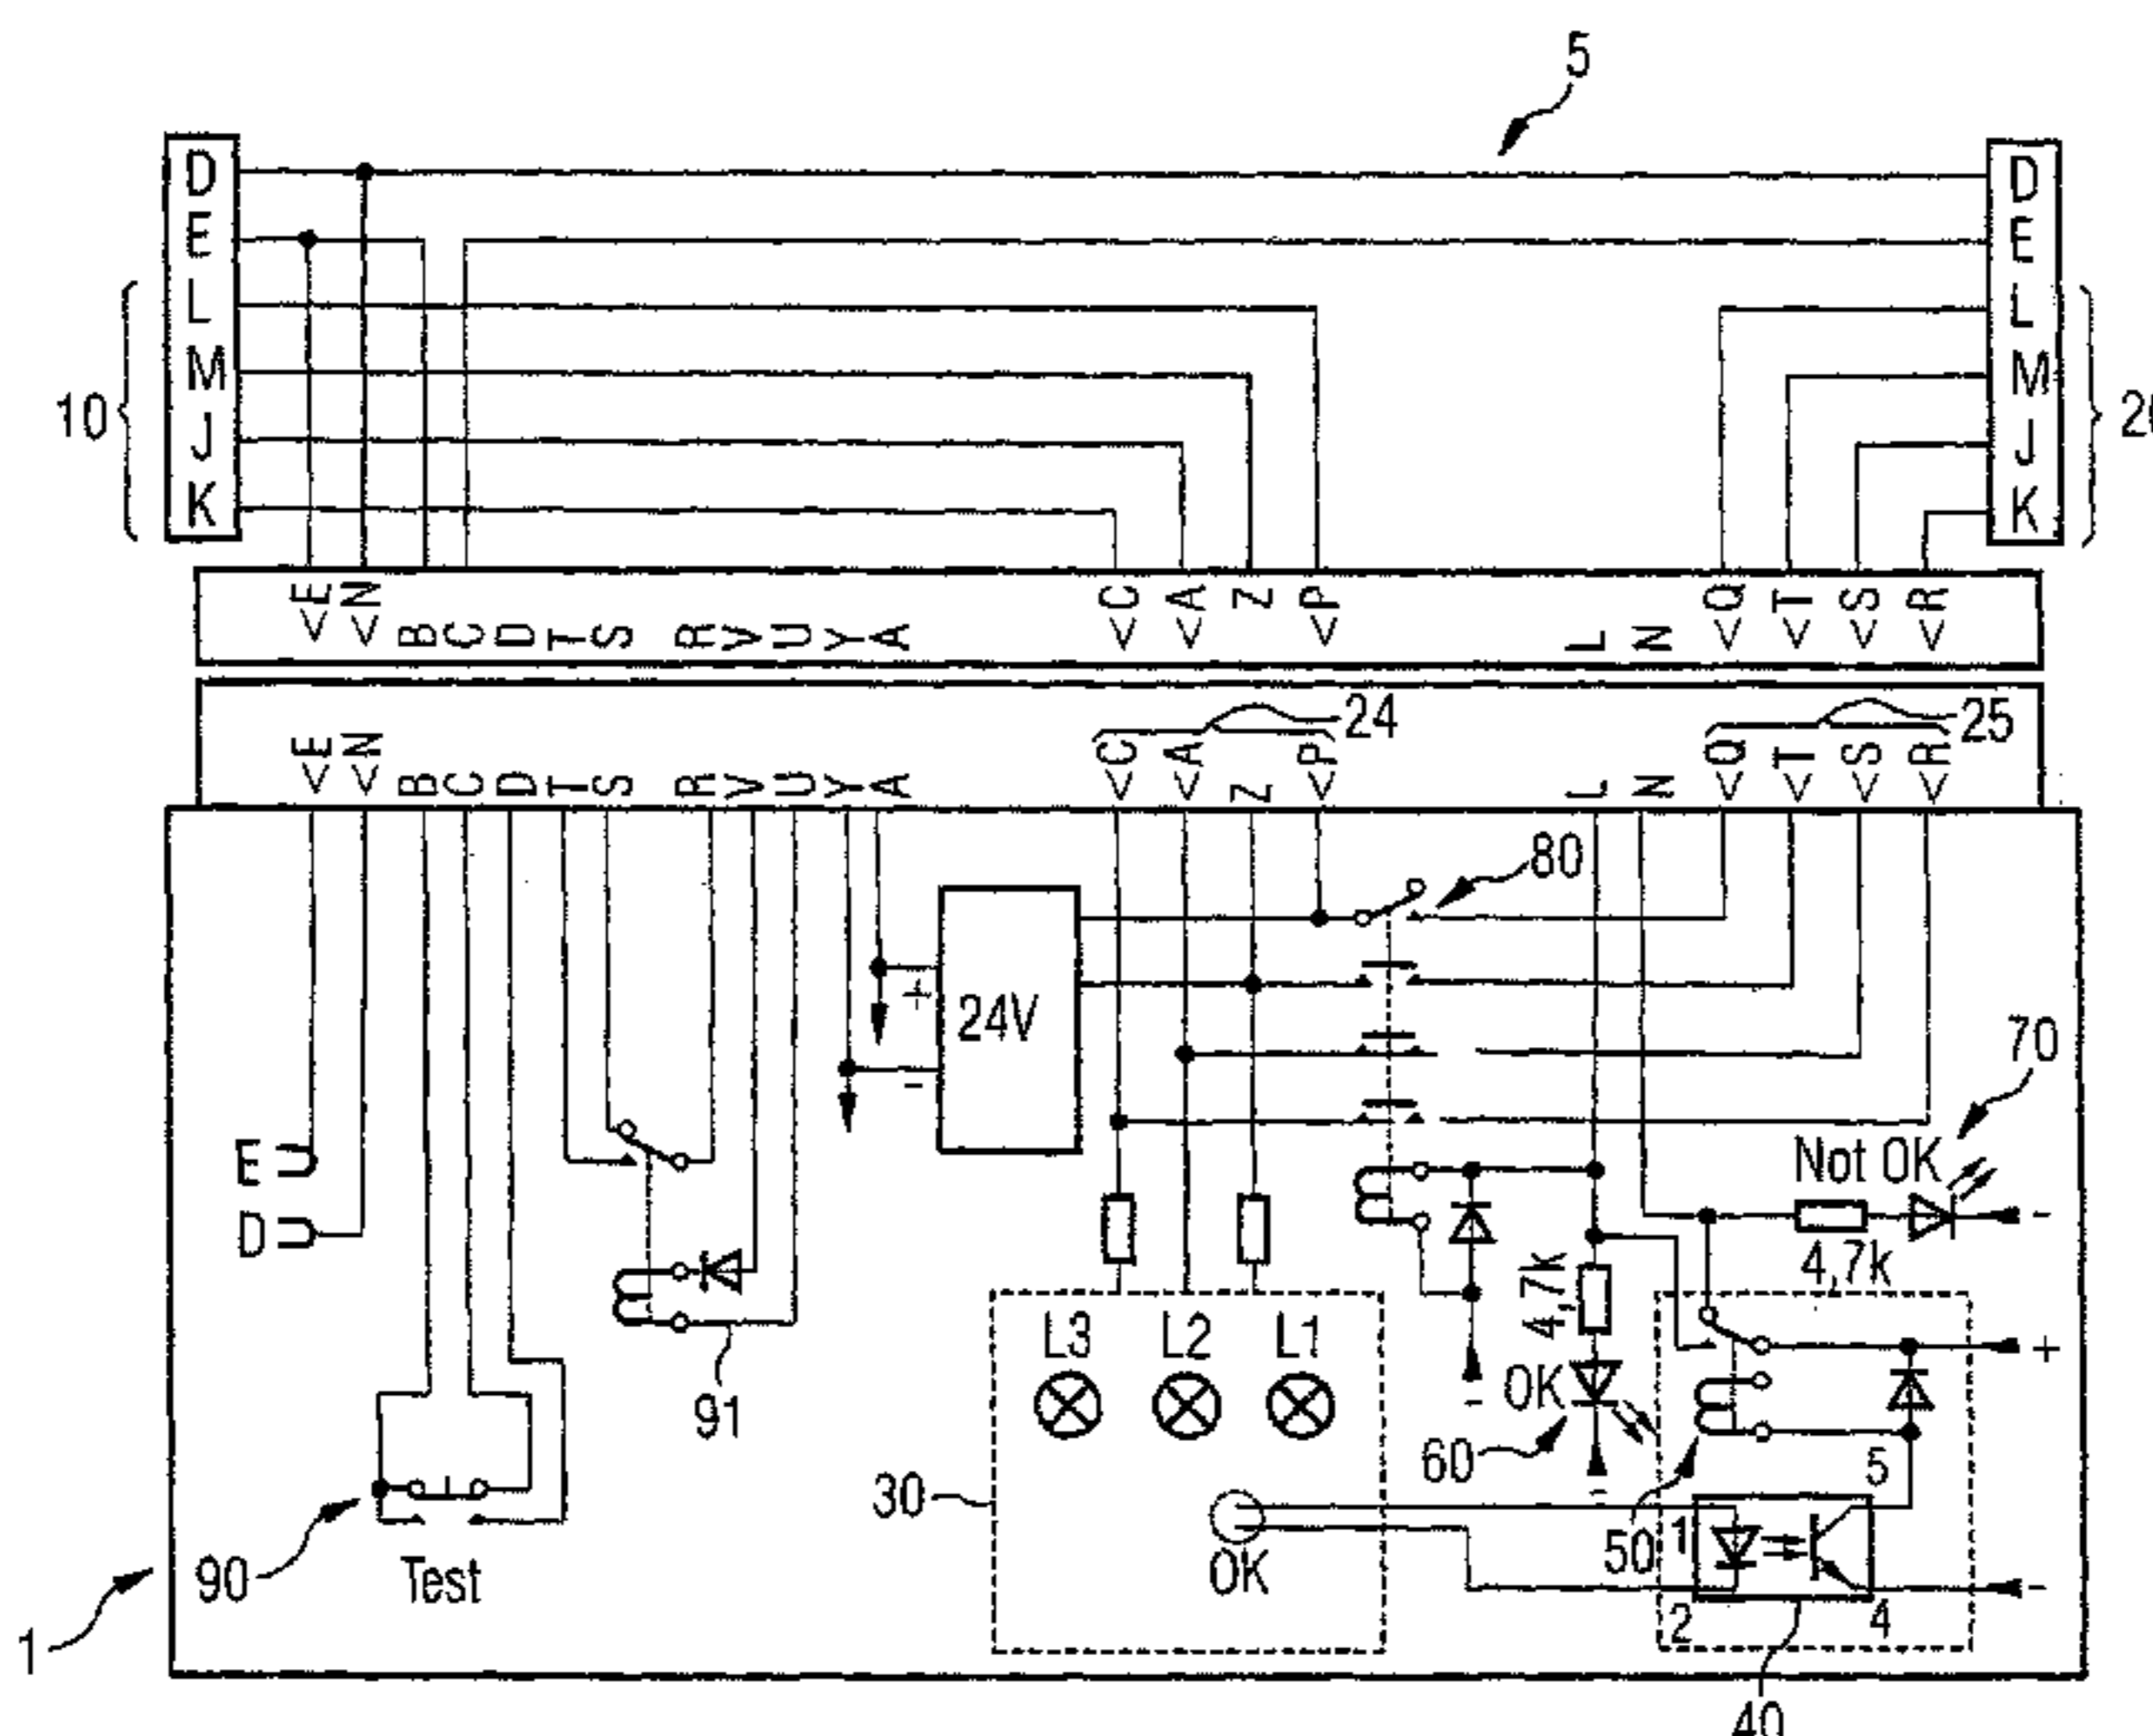 5
D
E
L
M
J
K
10
D
E
L
M
J
K
<E <N B C D T S R V U Y A <C <A Z <P L N <Q <T <S <R
24
25
<E <N B C D T S R V U Y A <C <A Z <P L N <Q <T <S <R
80
+
24V
-
70
E
Not OK
-
D
4,7k
4,7k
L3 L2 L1
+
91
OK
-
60
5
30
-
50
1
90
Test
OK
-
1
2
4
40